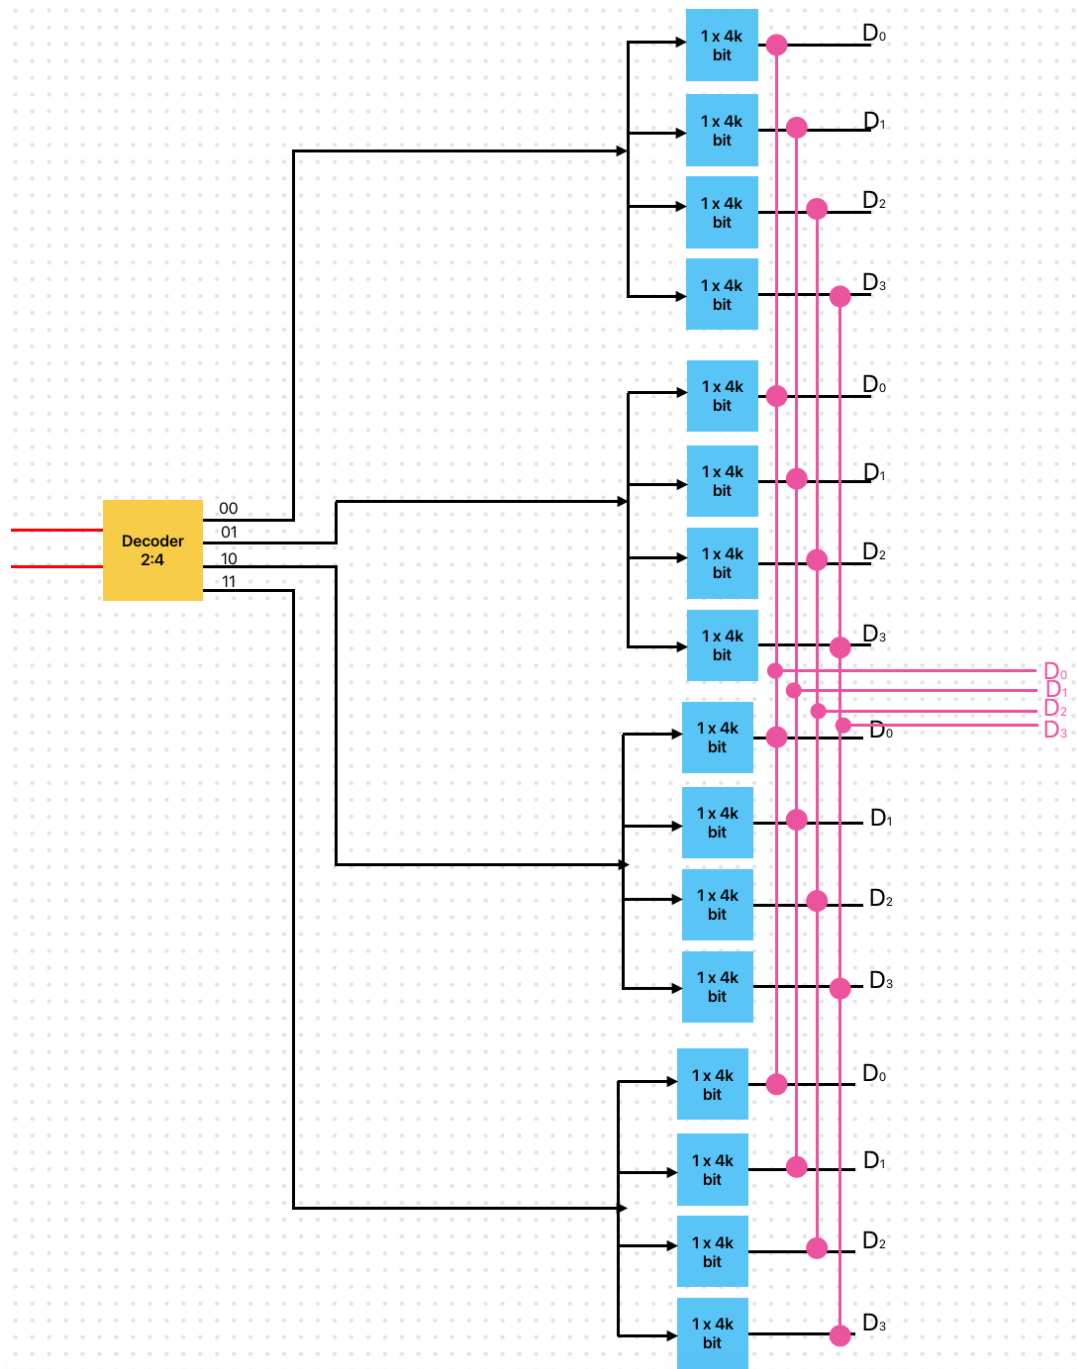 1 x 4k
bit
D₀
1 x 4k
bit
D₁
1 x 4k
bit
D₂
1 x 4k
bit
D₃
1 x 4k
bit
D₀
1 x 4k
bit
D₁
00
01
Decoder
2:4
10
11
1 x 4k
bit
D₂
1 x 4k
bit
D₃
D₀
D₁
D₂
D₃
1 x 4k
bit
D₀
1 x 4k
bit
D₁
1 x 4k
bit
D₂
1 x 4k
bit
D₃
1 x 4k
bit
D₀
1 x 4k
bit
D₁
1 x 4k
bit
D₂
1 x 4k
bit
D₃